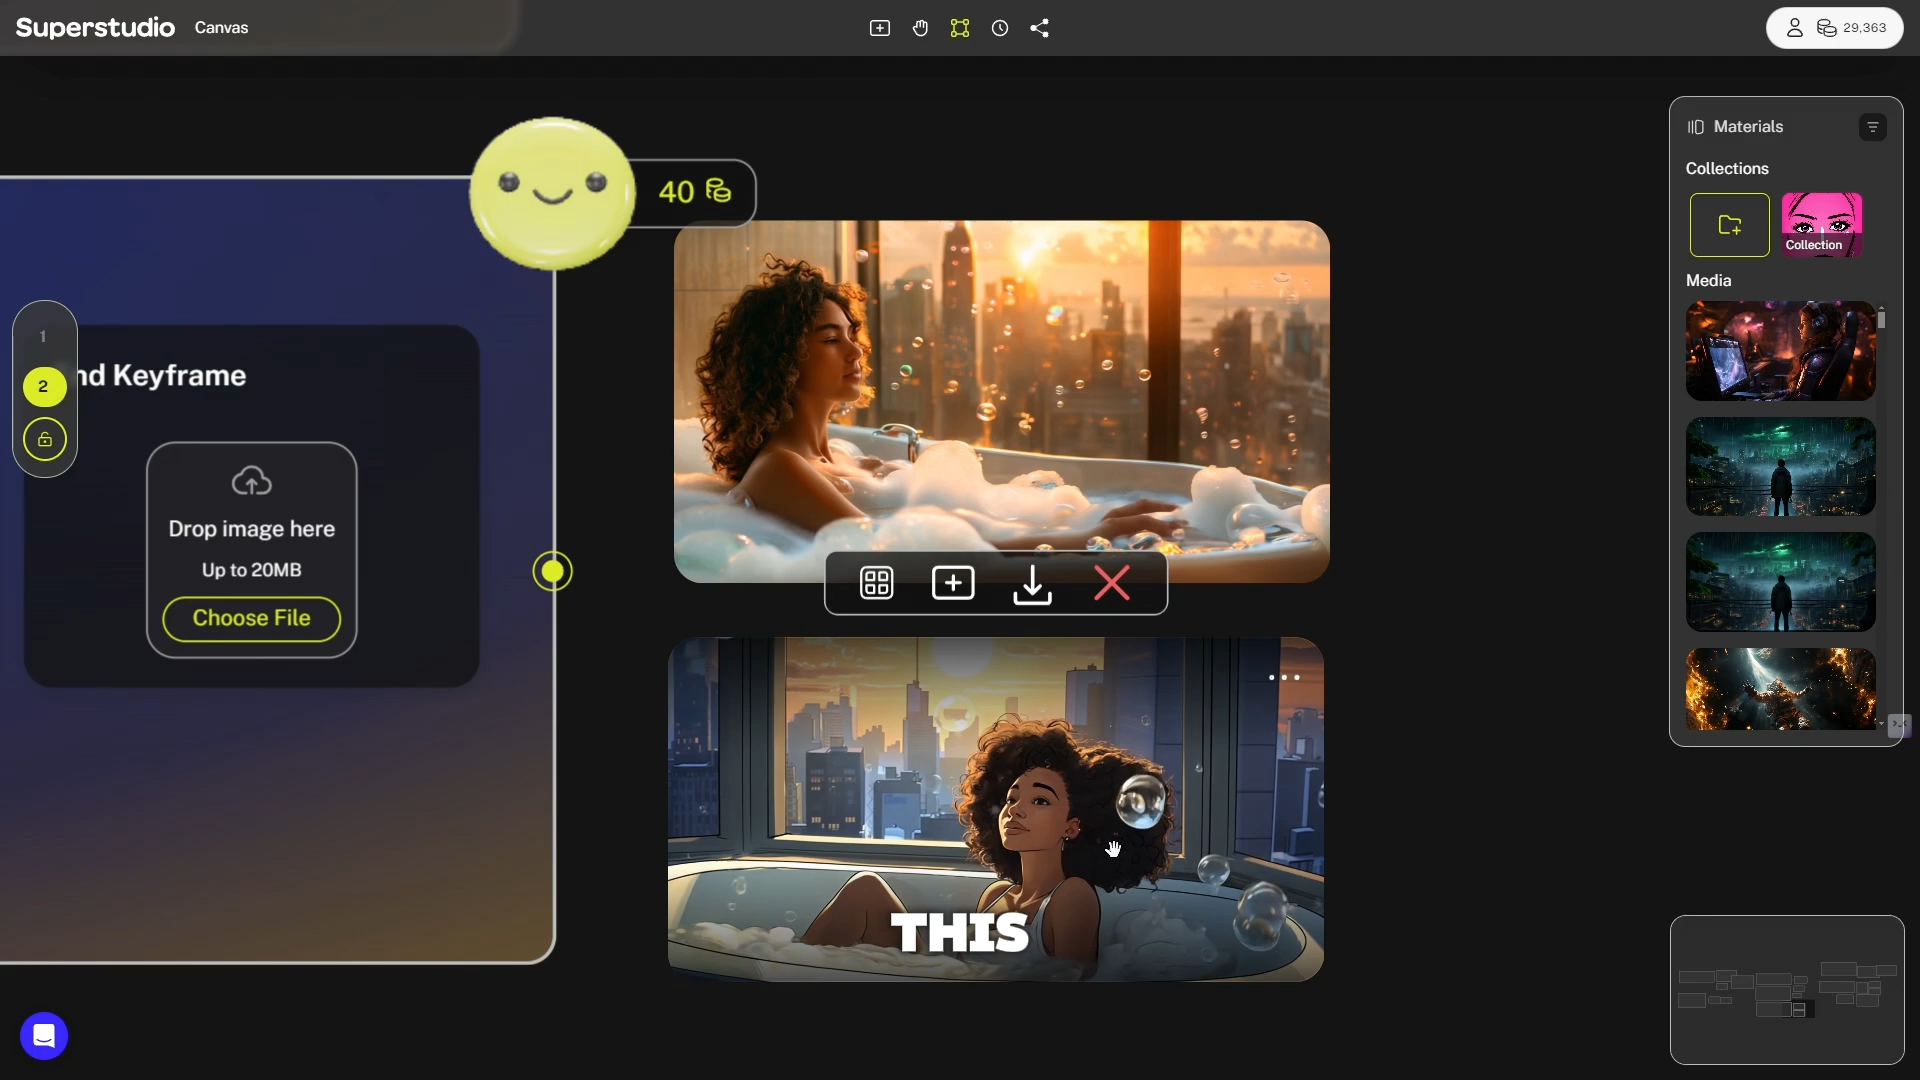 Superstudio
Canvas
29,363
Materials
Collections
Collection
Media
40
1
2
nd Keyframe
Drop image here
Up to 20MB
Choose File
THIS